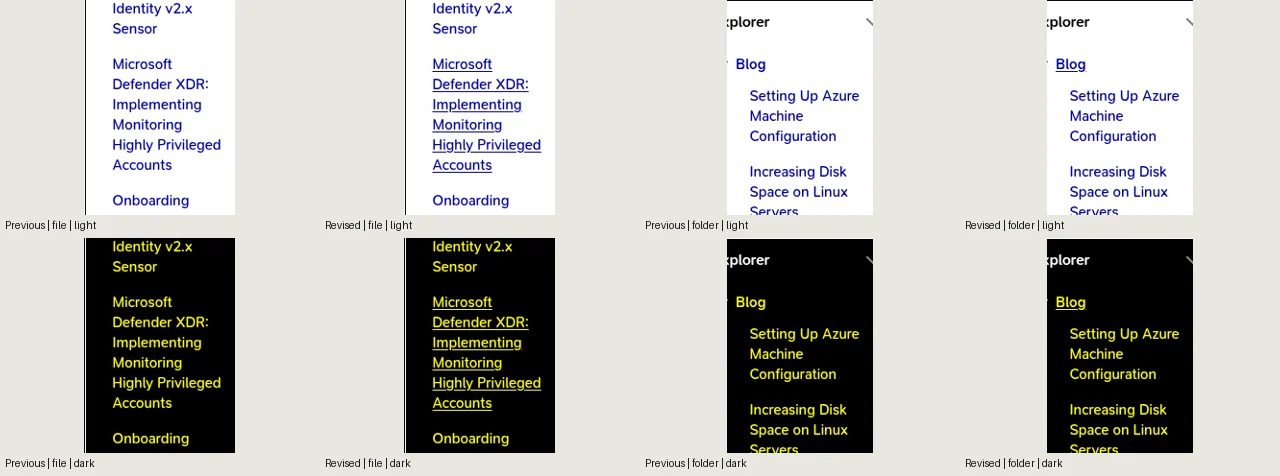 Identity v2.x
Sensor
Microsoft
Defender XDR:
Implementing
Monitoring
Highly Privileged
Accounts
Onboarding
Previous | file | light
Identity v2.x
Sensor
Microsoft
Defender XDR:
Implementing
Monitoring
Highly Privileged
Accounts
Onboarding
Revised | file | light
xplorer
Blog
Setting Up Azure
Machine
Configuration
Increasing Disk
Space on Linux
Servers
Previous | folder | light
xplorer
Blog
Setting Up Azure
Machine
Configuration
Increasing Disk
Space on Linux
Servers
Revised | folder | light
Identity v2.x
Sensor
Microsoft
Defender XDR:
Implementing
Monitoring
Highly Privileged
Accounts
Onboarding
Previous | file | dark
Identity v2.x
Sensor
Microsoft
Defender XDR:
Implementing
Monitoring
Highly Privileged
Accounts
Onboarding
Revised | file | dark
xplorer
Blog
Setting Up Azure
Machine
Configuration
Increasing Disk
Space on Linux
Servers
Previous | folder | dark
xplorer
Blog
Setting Up Azure
Machine
Configuration
Increasing Disk
Space on Linux
Servers
Revised | folder | dark